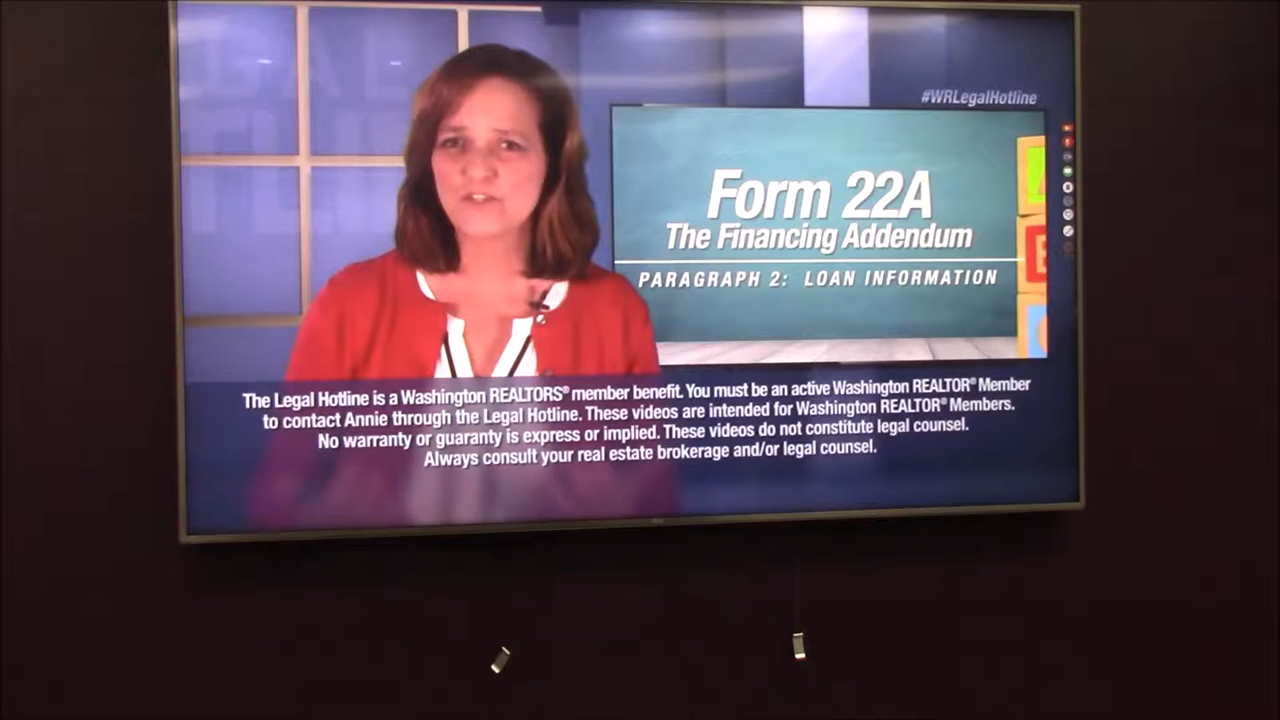 #WRLegalHotline
Form 22A
The Financing Addendum
PARAGRAPH 2: LOAN INFORMATION
The Legal Hotline is a Washington REALTORS® member benefit. You must be an active Washington REALTOR® Member
to contact Annie through the Legal Hotline. These videos are intended for Washington REALTOR® Members.
No warranty or guaranty is express or implied. These videos do not constitute legal counsel.
Always consult your real estate brokerage and/or legal counsel.